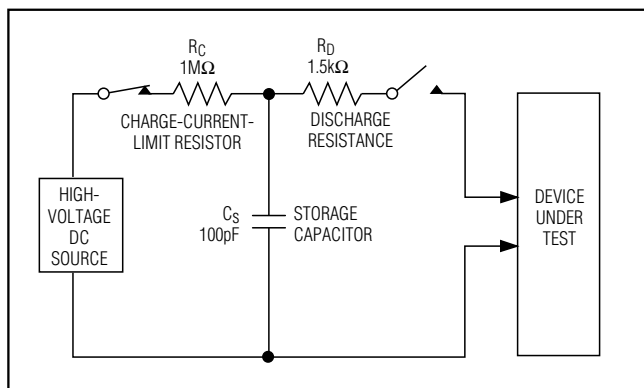 R_C
1MΩ
CHARGE-CURRENT-
LIMIT RESISTOR
R_D
1.5kΩ
DISCHARGE
RESISTANCE
HIGH-
VOLTAGE
DC
SOURCE
C_S
100pF
STORAGE
CAPACITOR
DEVICE
UNDER
TEST